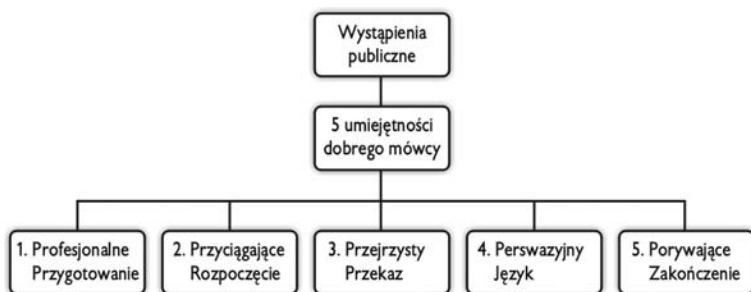 Wystąpienia
publiczne
5 umiejętności
dobrego mówcy
1. Profesjonalne
Przygotowanie
2. Przyciągające
Rozpoczęcie
3. Przejrzysty
Przekaz
4. Perswazyjny
Język
5. Porywające
Zakończenie